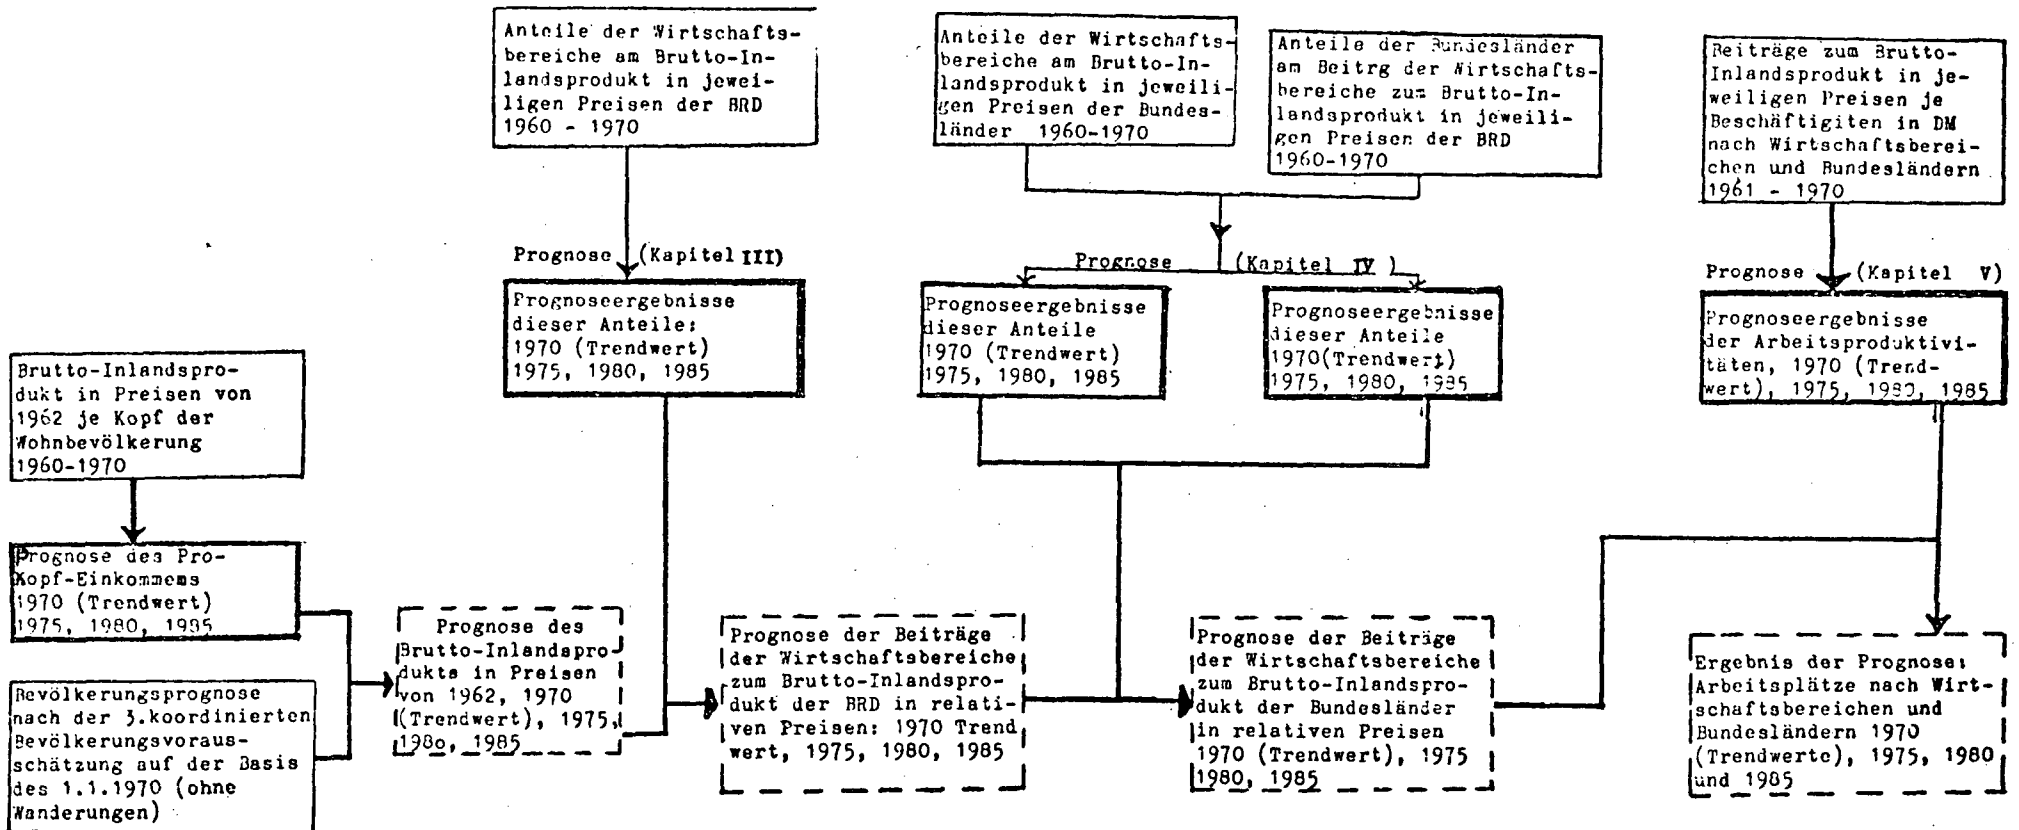 Anteile der Wirtschafts-
bereiche am Brutto-In-
landsprodukt in jewei-
ligen Preisen der BRD
1960 - 1970
Anteile der Wirtschafts-
bereiche am Brutto-In-
landsprodukt in jeweili-
gen Preisen der Bundes-
länder 1960-1970
Anteile der Bundesländer
am Beitrg der Wirtschafts-
bereiche zum Brutto-In-
landsprodukt in jeweili-
gen Preisen der BRD
1960-1970
Beiträge zum Brutto-
Inlandsprodukt in je-
weiligen Preisen je
Beschäftigiten in DM
nach Wirtschaftsberei-
chen und Bundesländern
1961 - 1970
Prognose (Kapitel III)
Prognose (Kapitel IV)
Prognose (Kapitel V)
Prognoseergebnisse
dieser Anteile:
1970 (Trendwert)
1975, 1980, 1985
Prognoseergebnisse
dieser Anteile
1970 (Trendwert)
1975, 1980, 1985
Prognoseergebnisse
dieser Anteile
1970(Trendwert)
1975, 1980, 1985
Prognoseergebnisse
der Arbeitsproduktivi-
täten, 1970 (Trend-
wert), 1975, 1980, 1985
Brutto-Inlandspro-
dukt in Preisen von
1962 je Kopf der
Wohnbevölkerung
1960-1970
Prognose des Pro-
Kopf-Einkommems
1970 (Trendwert)
1975, 1980, 1985
Bevölkerungsprognose
nach der 3.koordinierten
Bevölkerungsvoraus-
schätzung auf der Basis
des 1.1.1970 (ohne
Wanderungen)
Prognose des
Brutto-Inlandspro-
dukts in Preisen
von 1962, 1970
(Trendwert), 1975,
198o, 1985
Prognose der Beiträge
der Wirtschaftsbereiche
zum Brutto-Inlandspro-
dukt der BRD in relati-
ven Preisen: 1970 Trend
wert, 1975, 1980, 1985
Prognose der Beiträge
der Wirtschaftsbereiche
zum Brutto-Inlandspro-
dukt der Bundesländer
in relativen Preisen
1970 (Trendwert), 1975
1980, 1985
Ergebnis der Prognose:
Arbeitsplätze nach Wirt-
schaftsbereichen und
Bundesländern 1970
(Trendwerte), 1975, 1980
und 1985